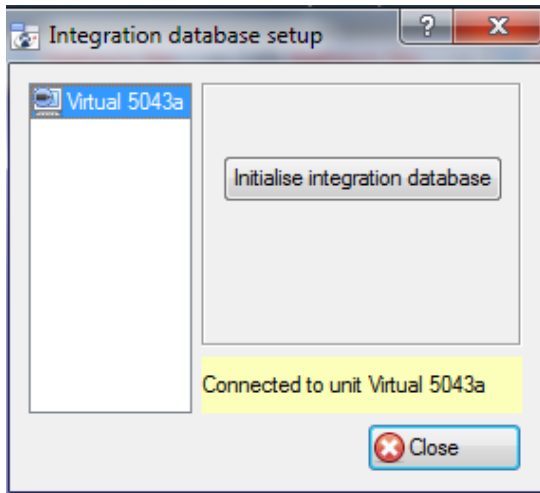 Integration database setup
?
X
Virtual 5043a
Initialise integration database
Connected to unit Virtual 5043a
Close